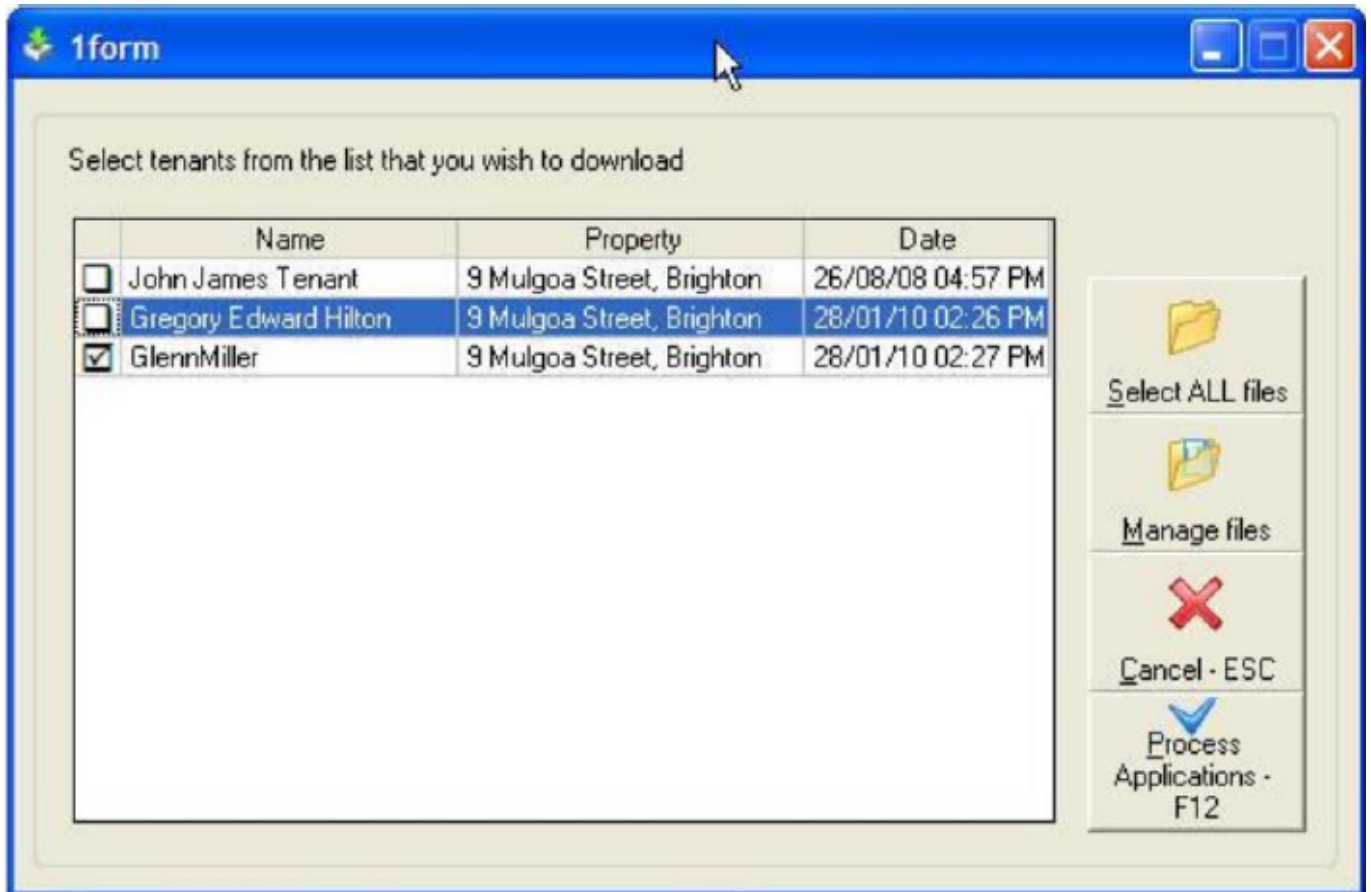 1form
Select tenants from the list that you wish to download
Name Property Date
John James Tenant 9 Mulgoa Street, Brighton 26/08/08 04:57 PM
Gregory Edward Hilton 9 Mulgoa Street, Brighton 28/01/10 02:26 PM
GlennMiller 9 Mulgoa Street, Brighton 28/01/10 02:27 PM
Select ALL files
Manage files
Cancel - ESC
Process
Applications -
F12